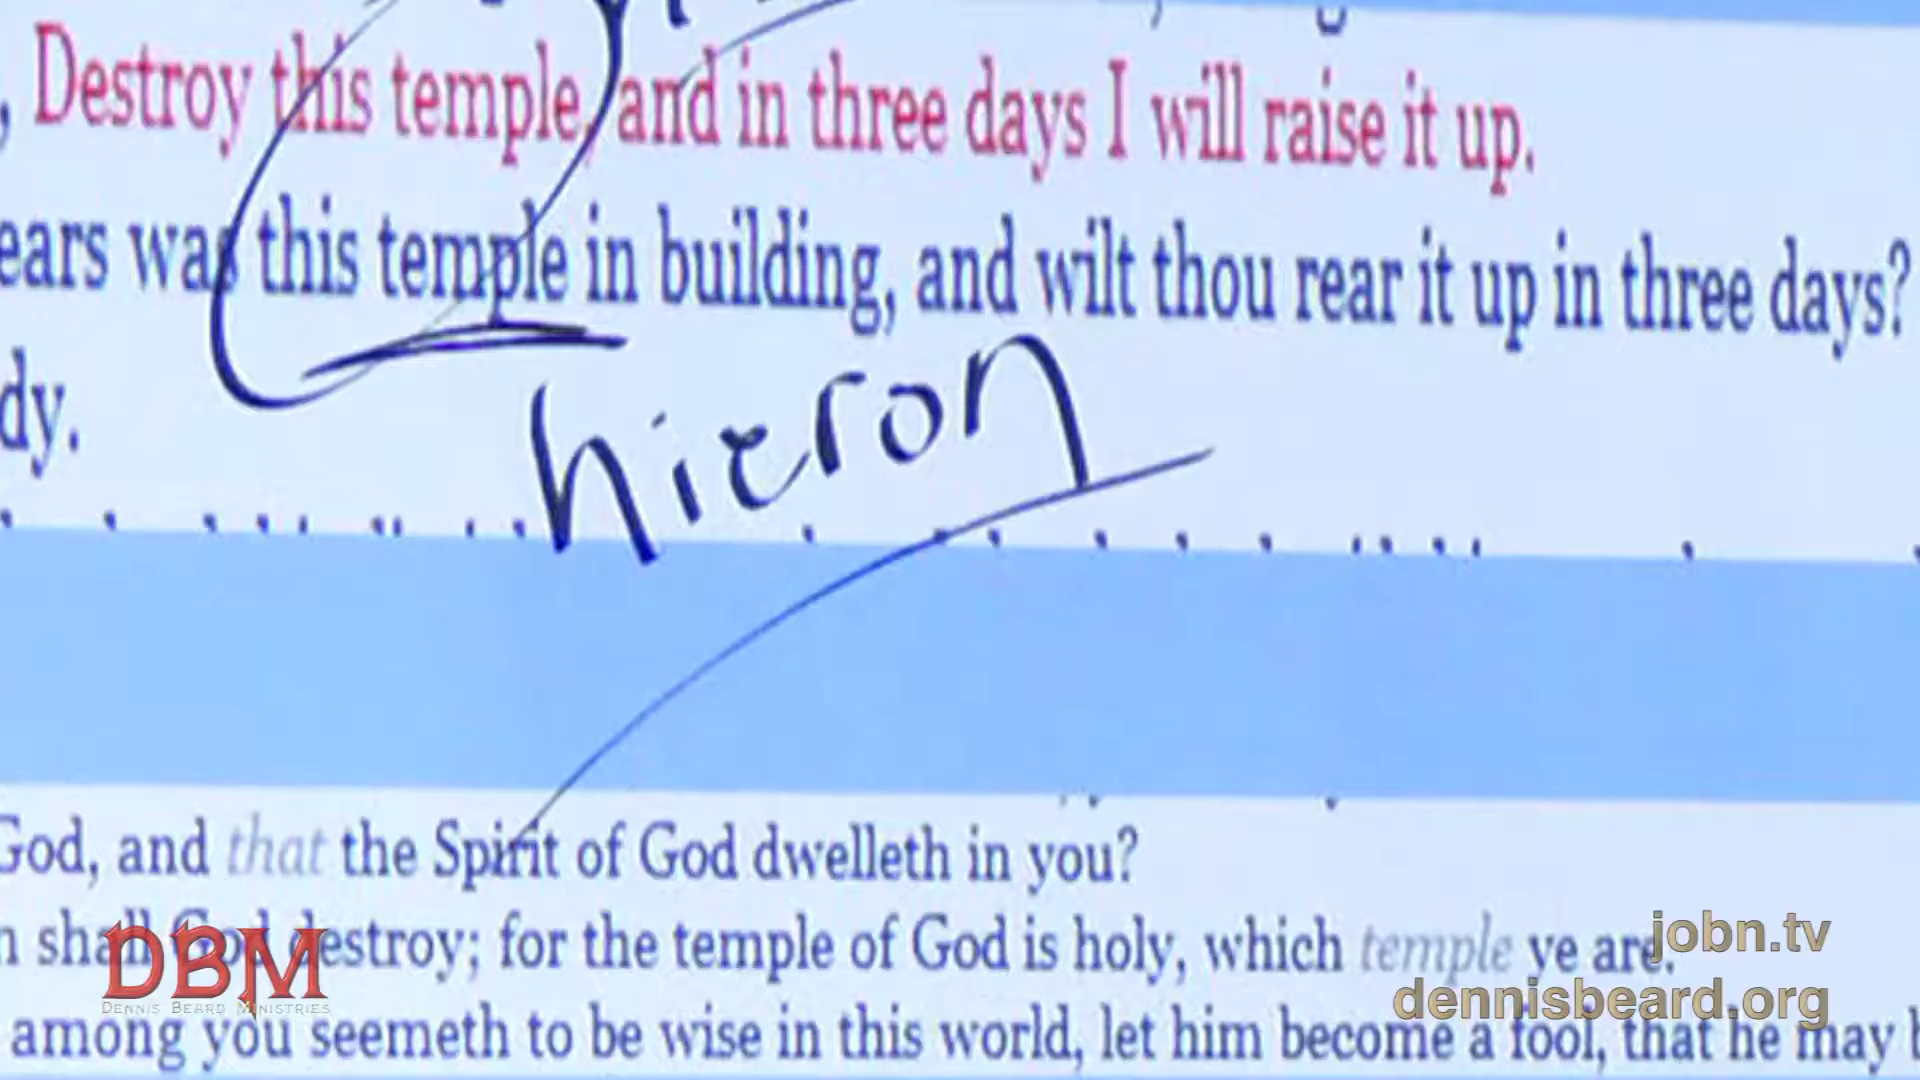 , Destroy this temple, and in three days I will raise it up.
ears was this temple in building, and wilt thou rear it up in three days?
dy.
hieron
God, and that the Spirit of God dwelleth in you?
n shall God destroy; for the temple of God is holy, which temple ye are.
among you seemeth to be wise in this world, let him become a fool, that he may b
DBM
DENNIS BEARD MINISTRIES
jobn.tv
dennisbeard.org